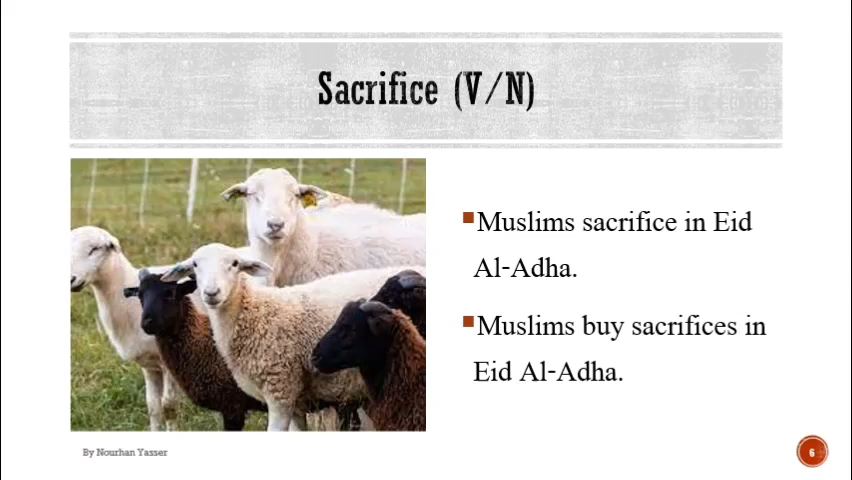 Sacrifice (V/N)
▪Muslims sacrifice in Eid
Al-Adha.
▪Muslims buy sacrifices in
Eid Al-Adha.
By Nourhan Yasser
6